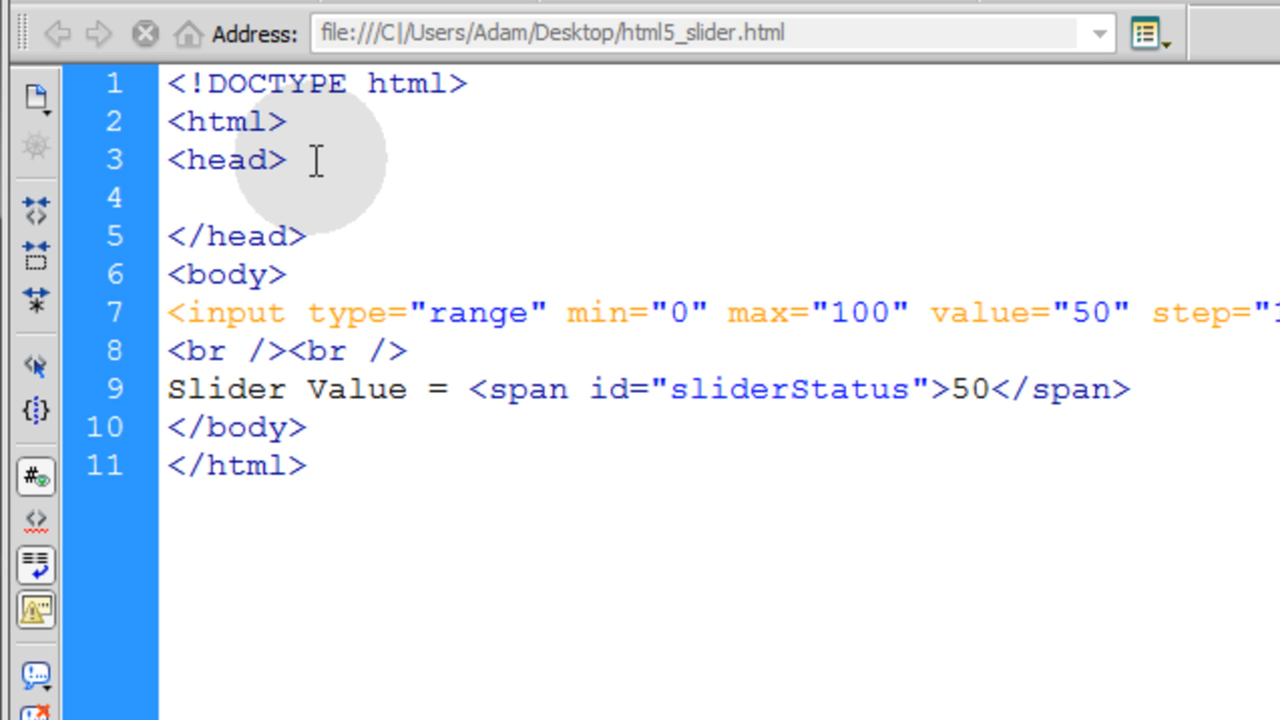 Address: file:///C|/Users/Adam/Desktop/html5_slider.html
1 <!DOCTYPE html>
2 <html>
3 <head>
4
5 </head>
6 <body>
7 <input type="range" min="0" max="100" value="50" step="1
8 <br /><br />
9 Slider Value = <span id="sliderStatus">50</span>
10 </body>
11 </html>